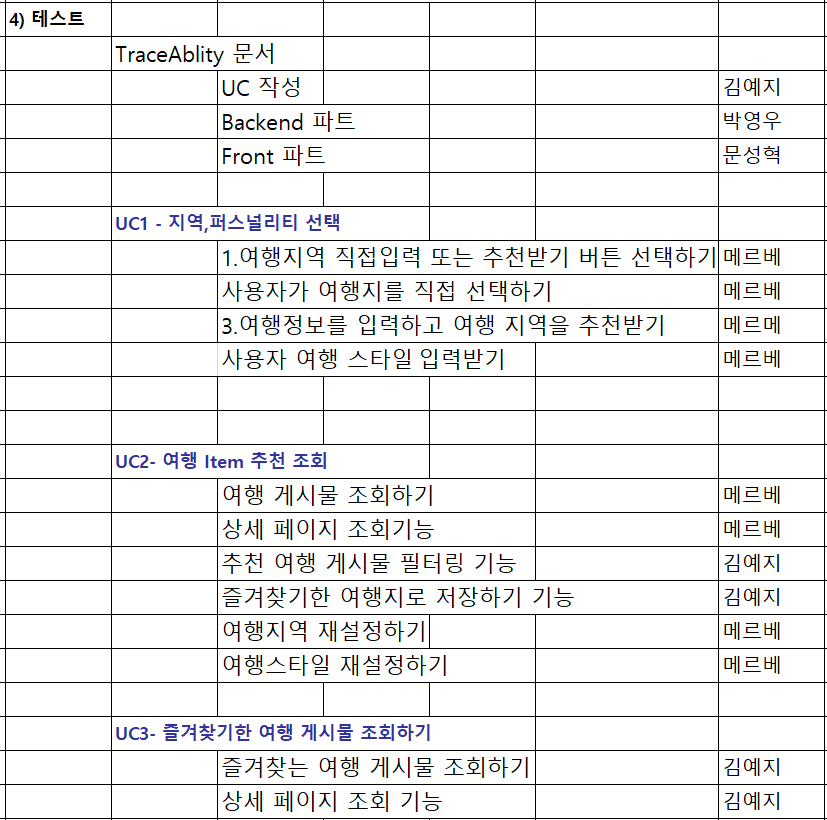 4) 테스트
TraceAblity 문서
UC 작성 김예지
Backend 파트 박영우
Front 파트 문성혁
UC1 - 지역,퍼스널리티 선택
1.여행지역 직접입력 또는 추천받기 버튼 선택하기 메르베
사용자가 여행지를 직접 선택하기 메르베
3.여행정보를 입력하고 여행 지역을 추천받기 메르메
사용자 여행 스타일 입력받기 메르베
UC2- 여행 Item 추천 조회
여행 게시물 조회하기 메르베
상세 페이지 조회기능 메르베
추천 여행 게시물 필터링 기능 김예지
즐겨찾기한 여행지로 저장하기 기능 김예지
여행지역 재설정하기 메르베
여행스타일 재설정하기 메르베
UC3- 즐겨찾기한 여행 게시물 조회하기
즐겨찾는 여행 게시물 조회하기 김예지
상세 페이지 조회 기능 김예지